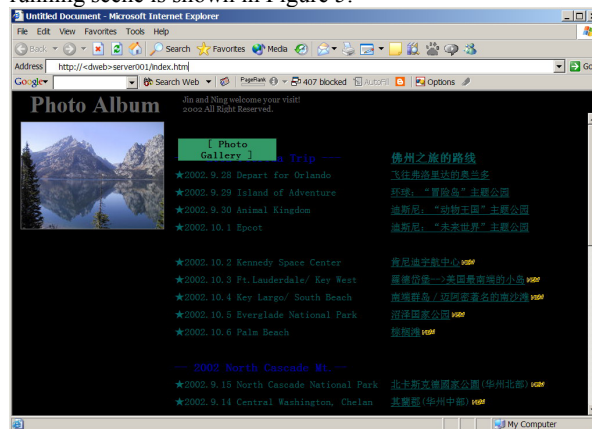 running scene is shown in Figure 5.
Untitled Document - Microsoft Internet Explorer
File Edit View Favorites Tools Help
Back Search Favorites Media
Address http://<dweb>server001/index.htm Go
Google Search Web PageRank 407 blocked AutoFill Options
Photo Album
Jin and Ning welcome your visit!
2002 All Right Reserved.
[ Photo
Gallery ]
Trip ---- 佛州之旅的路线
★2002.9.28 Depart for Orlando 飞往弗洛里达的奥兰多
★2002.9.29 Island of Adventure 环球：“冒险岛”主题公园
★2002.9.30 Animal Kingdom 迪斯尼：“动物王国”主题公园
★2002.10.1 Epcot 迪斯尼：“未来世界”主题公园
★2002.10.2 Kennedy Space Center 肯尼迪宇航中心
★2002.10.3 Ft.Lauderdale/ Key West 羅德岱堡-->美国最南端的小岛
★2002.10.4 Key Largo/ South Beach 南端群岛/迈阿密著名的南沙滩
★2002.10.5 Everglade National Park 沼泽国家公园
★2002.10.6 Palm Beach 棕榈滩
-- 2002 North Cascade Mt. --
★2002.9.15 North Cascade National Park 北卡斯克德國家公園(华州北部)
★2002.9.14 Central Washington, Chelan 其蘭郡(华州中部)
My Computer